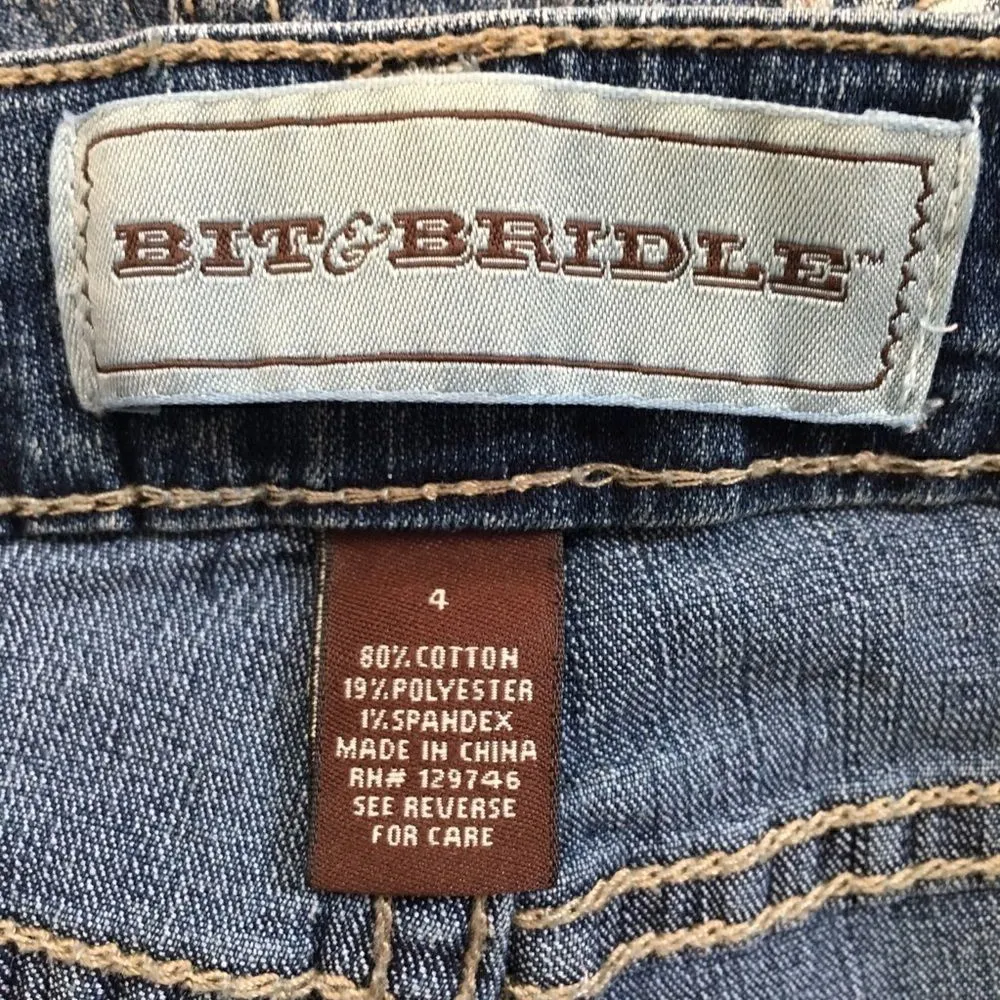 BIT&BRIDLE™
4
80% COTTON
19% POLYESTER
1% SPANDEX
MADE IN CHINA
RN# 129746
SEE REVERSE
FOR CARE